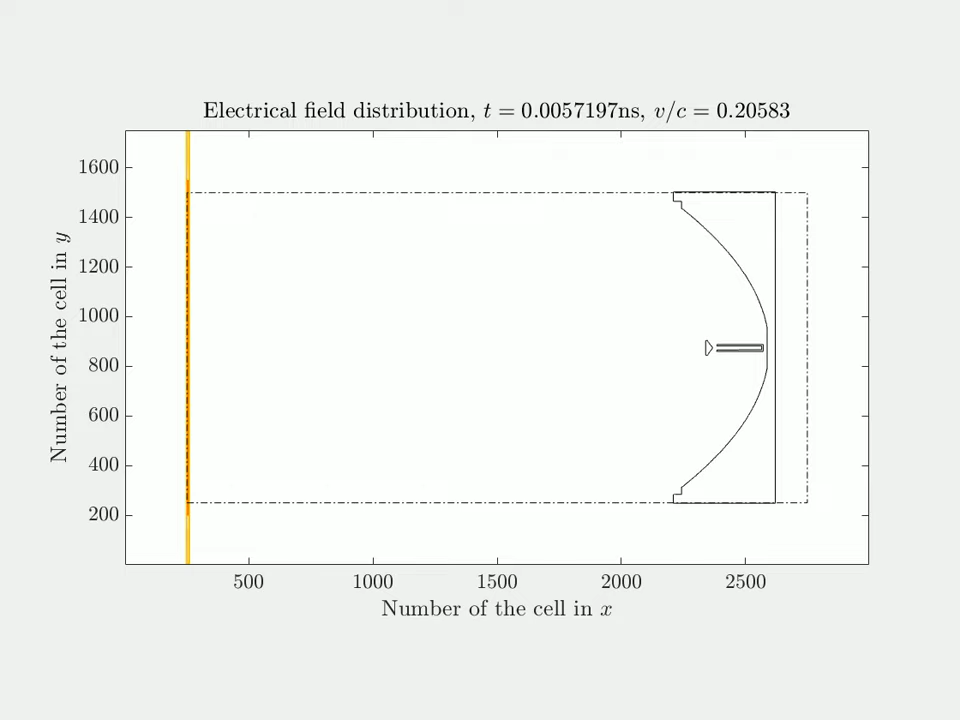 Electrical field distribution, t = 0.0057197ns, v/c = 0.20583
1600
1400
1200
1000
800
600
400
200
Number of the cell in y
500 1000 1500 2000 2500
Number of the cell in x